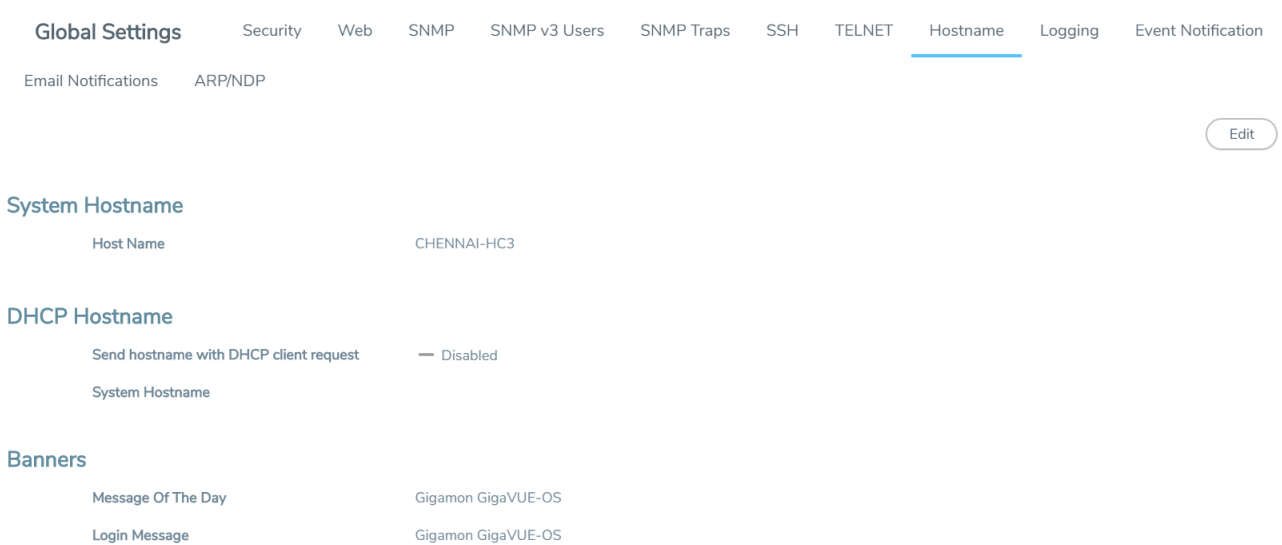 Global Settings Security Web SNMP SNMP v3 Users SNMP Traps SSH TELNET Hostname Logging Event Notification
Email Notifications ARP/NDP
Edit
System Hostname
Host Name CHENNAI-HC3
DHCP Hostname
Send hostname with DHCP client request Disabled
System Hostname
Banners
Message Of The Day Gigamon GigaVUE-OS
Login Message Gigamon GigaVUE-OS